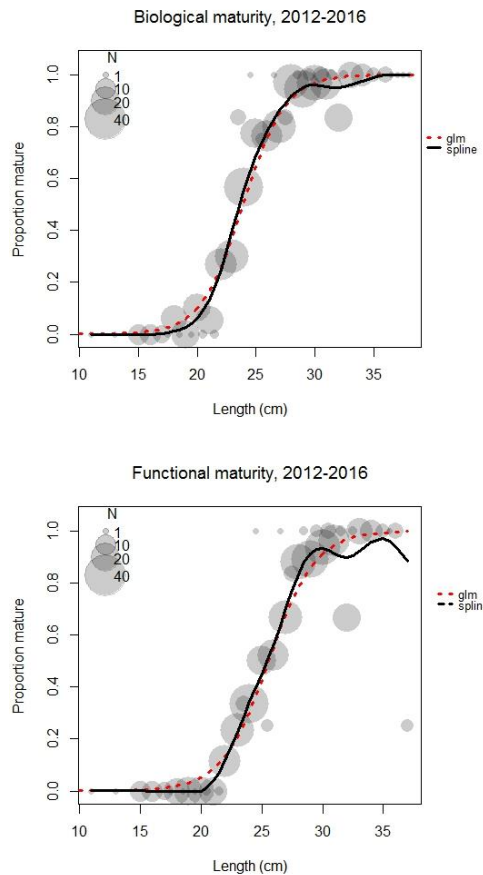 Biological maturity, 2012-2016
N
1
10
20
40
1.0
0.8
0.6
0.4
0.2
0.0
Proportion mature
glm
spline
10 15 20 25 30 35
Length (cm)
Functional maturity, 2012-2016
N
1
10
20
40
1.0
0.8
0.6
0.4
0.2
0.0
Proportion mature
glm
splin
10 15 20 25 30 35
Length (cm)